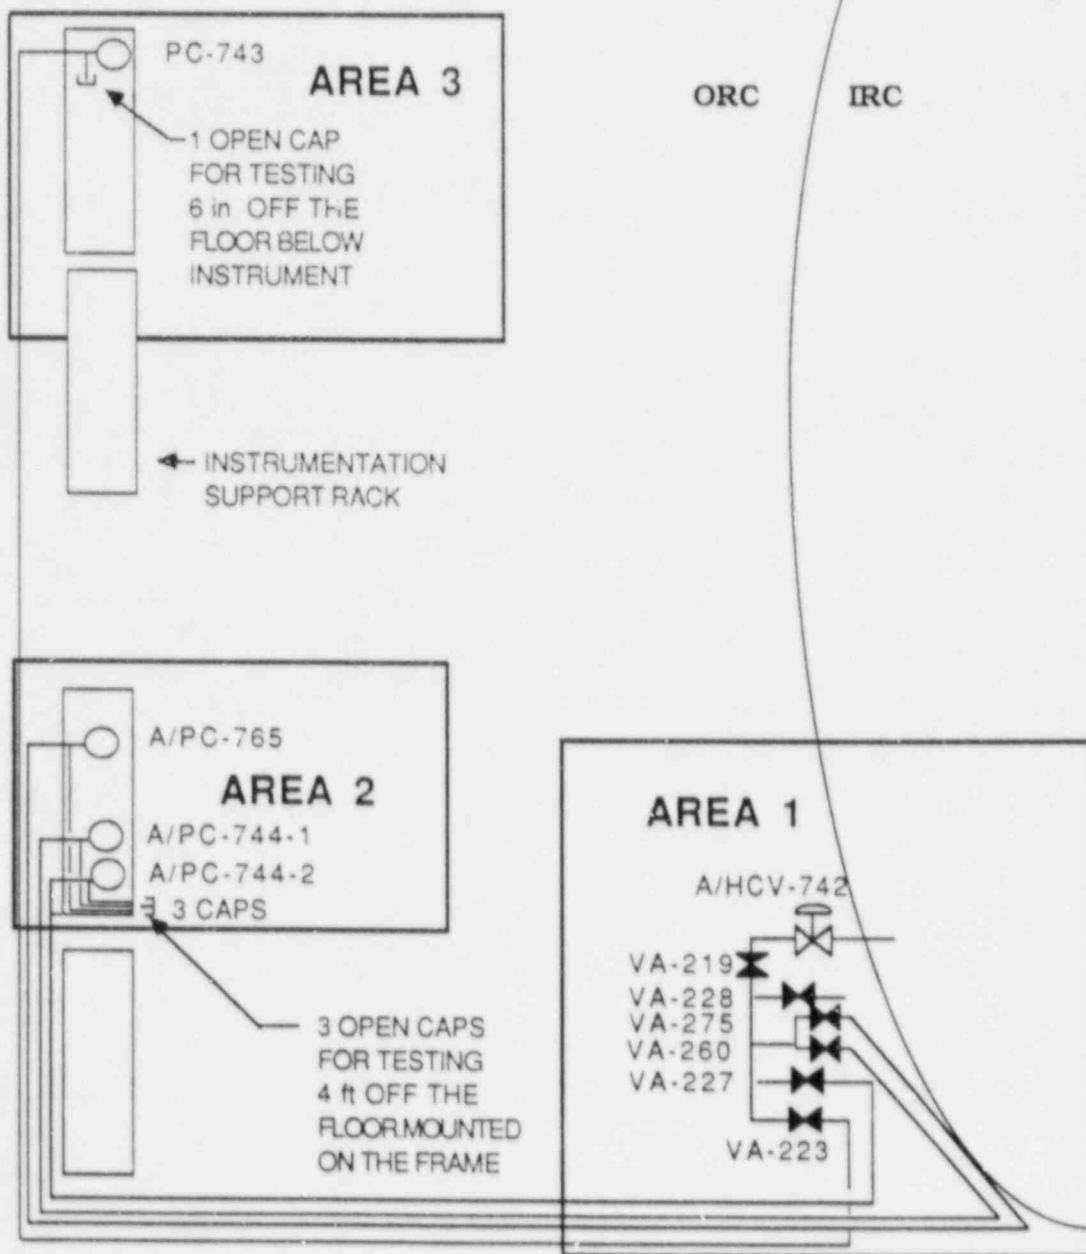 PC-743
AREA 3
1 OPEN CAP
FOR TESTING
6 in OFF THE
FLOOR BELOW
INSTRUMENT
ORC
IRC
INSTRUMENTATION
SUPPORT RACK
A/PC-765
AREA 2
A/PC-744-1
A/PC-744-2
3 CAPS
3 OPEN CAPS
FOR TESTING
4 ft OFF THE
FLOOR.MOUNTED
ON THE FRAME
AREA 1
A/HCV-742
VA-219
VA-228
VA-275
VA-260
VA-227
VA-223